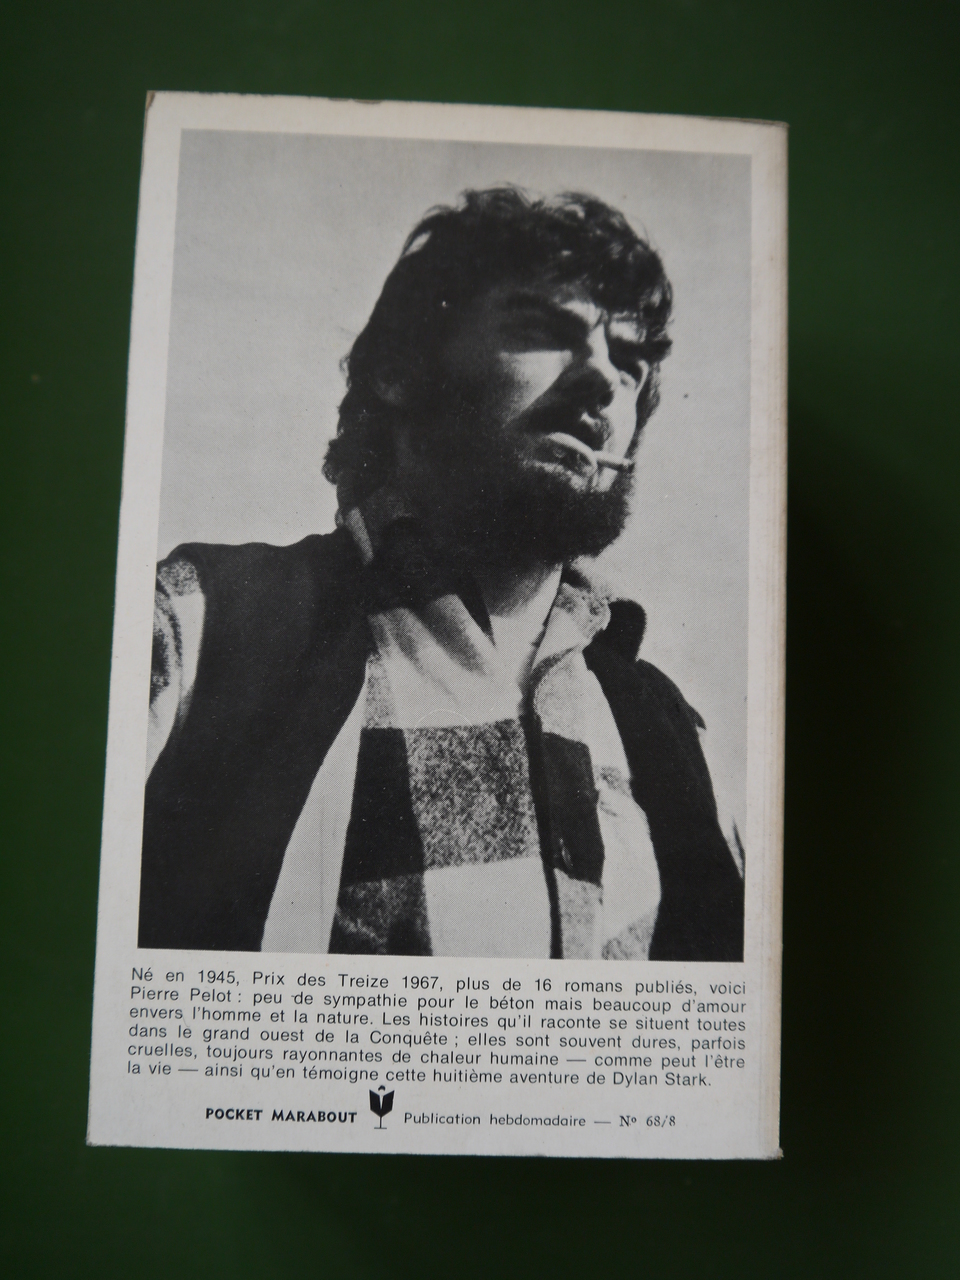 Né en 1945, Prix des Treize 1967, plus de 16 romans publiés, voici
Pierre Pelot : peu de sympathie pour le béton mais beaucoup d'amour
envers l'homme et la nature. Les histoires qu'il raconte se situent toutes
dans le grand ouest de la Conquête ; elles sont souvent dures, parfois
cruelles, toujours rayonnantes de chaleur humaine — comme peut l'être
la vie — ainsi qu'en témoigne cette huitième aventure de Dylan Stark.
POCKET MARABOUT Publication hebdomadaire — Nº 68/8